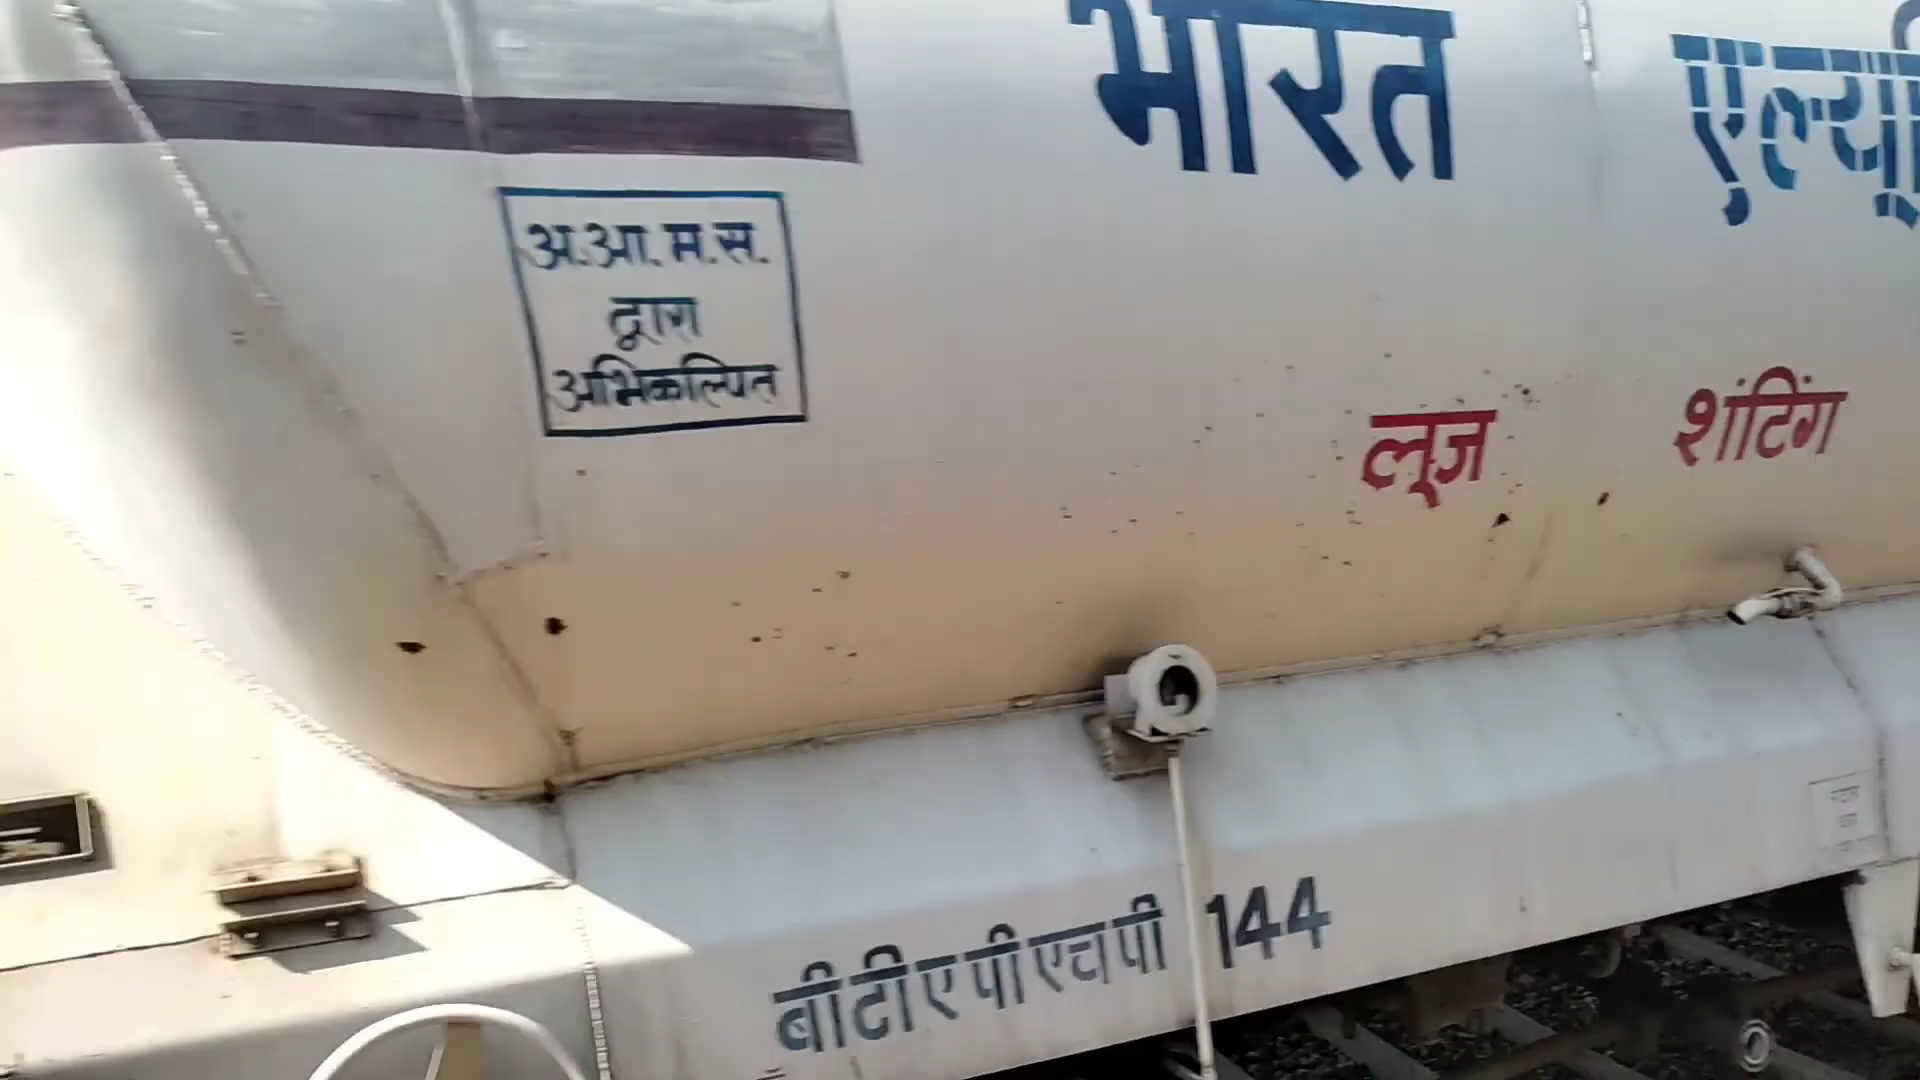 भारत
अ.आ.म.स.
द्वारा
अभिकल्पित
लूज शंटिंग
बीटीएपीएचपी 144